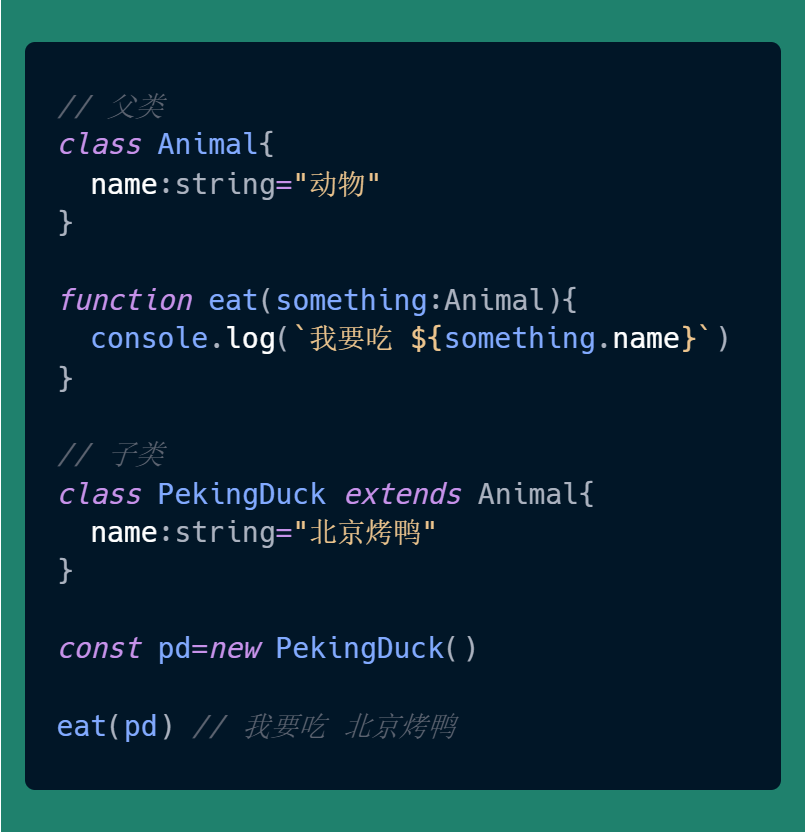 // 父类
class Animal{
  name:string="动物"
}

function eat(something:Animal){
  console.log(`我要吃 ${something.name}`)
}

// 子类
class PekingDuck extends Animal{
  name:string="北京烤鸭"
}

const pd=new PekingDuck()

eat(pd) // 我要吃 北京烤鸭